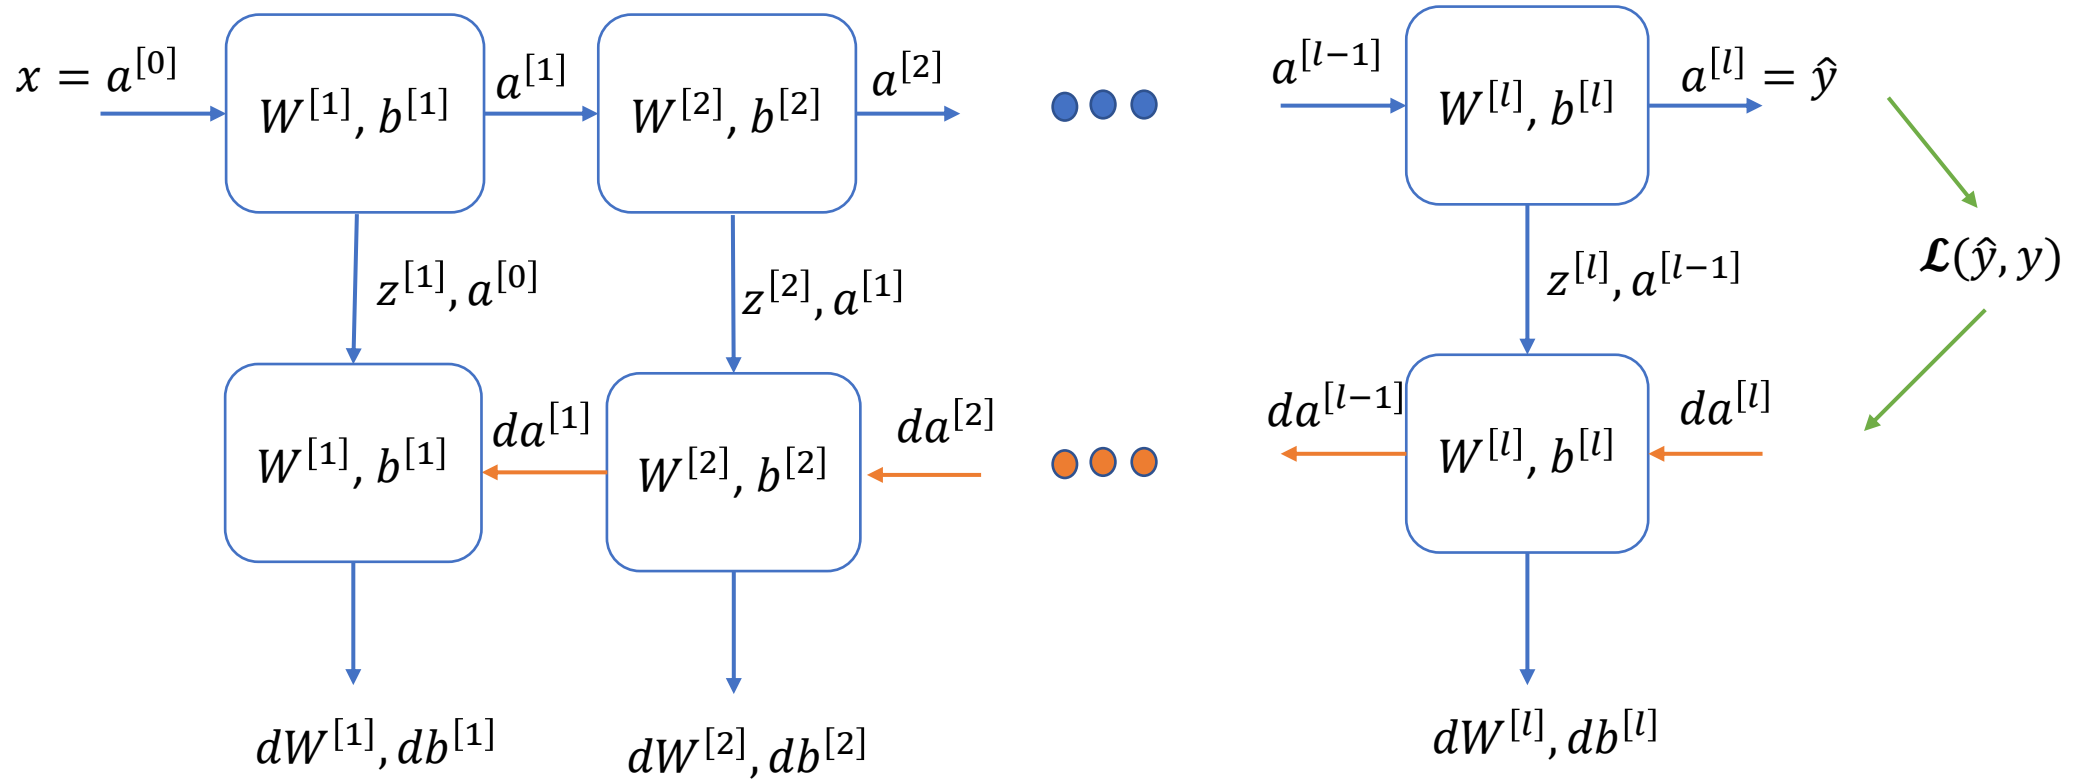 x = a^[0]
W^[1], b^[1]
a^[1]
W^[2], b^[2]
a^[2]
a^[l−1]
W^[l], b^[l]
a^[l] = ŷ
z^[1], a^[0]
z^[2], a^[1]
z^[l], a^[l−1]
𝓛(ŷ, y)
W^[1], b^[1]
da^[1]
W^[2], b^[2]
da^[2]
da^[l−1]
W^[l], b^[l]
da^[l]
dW^[1], db^[1]
dW^[2], db^[2]
dW^[l], db^[l]